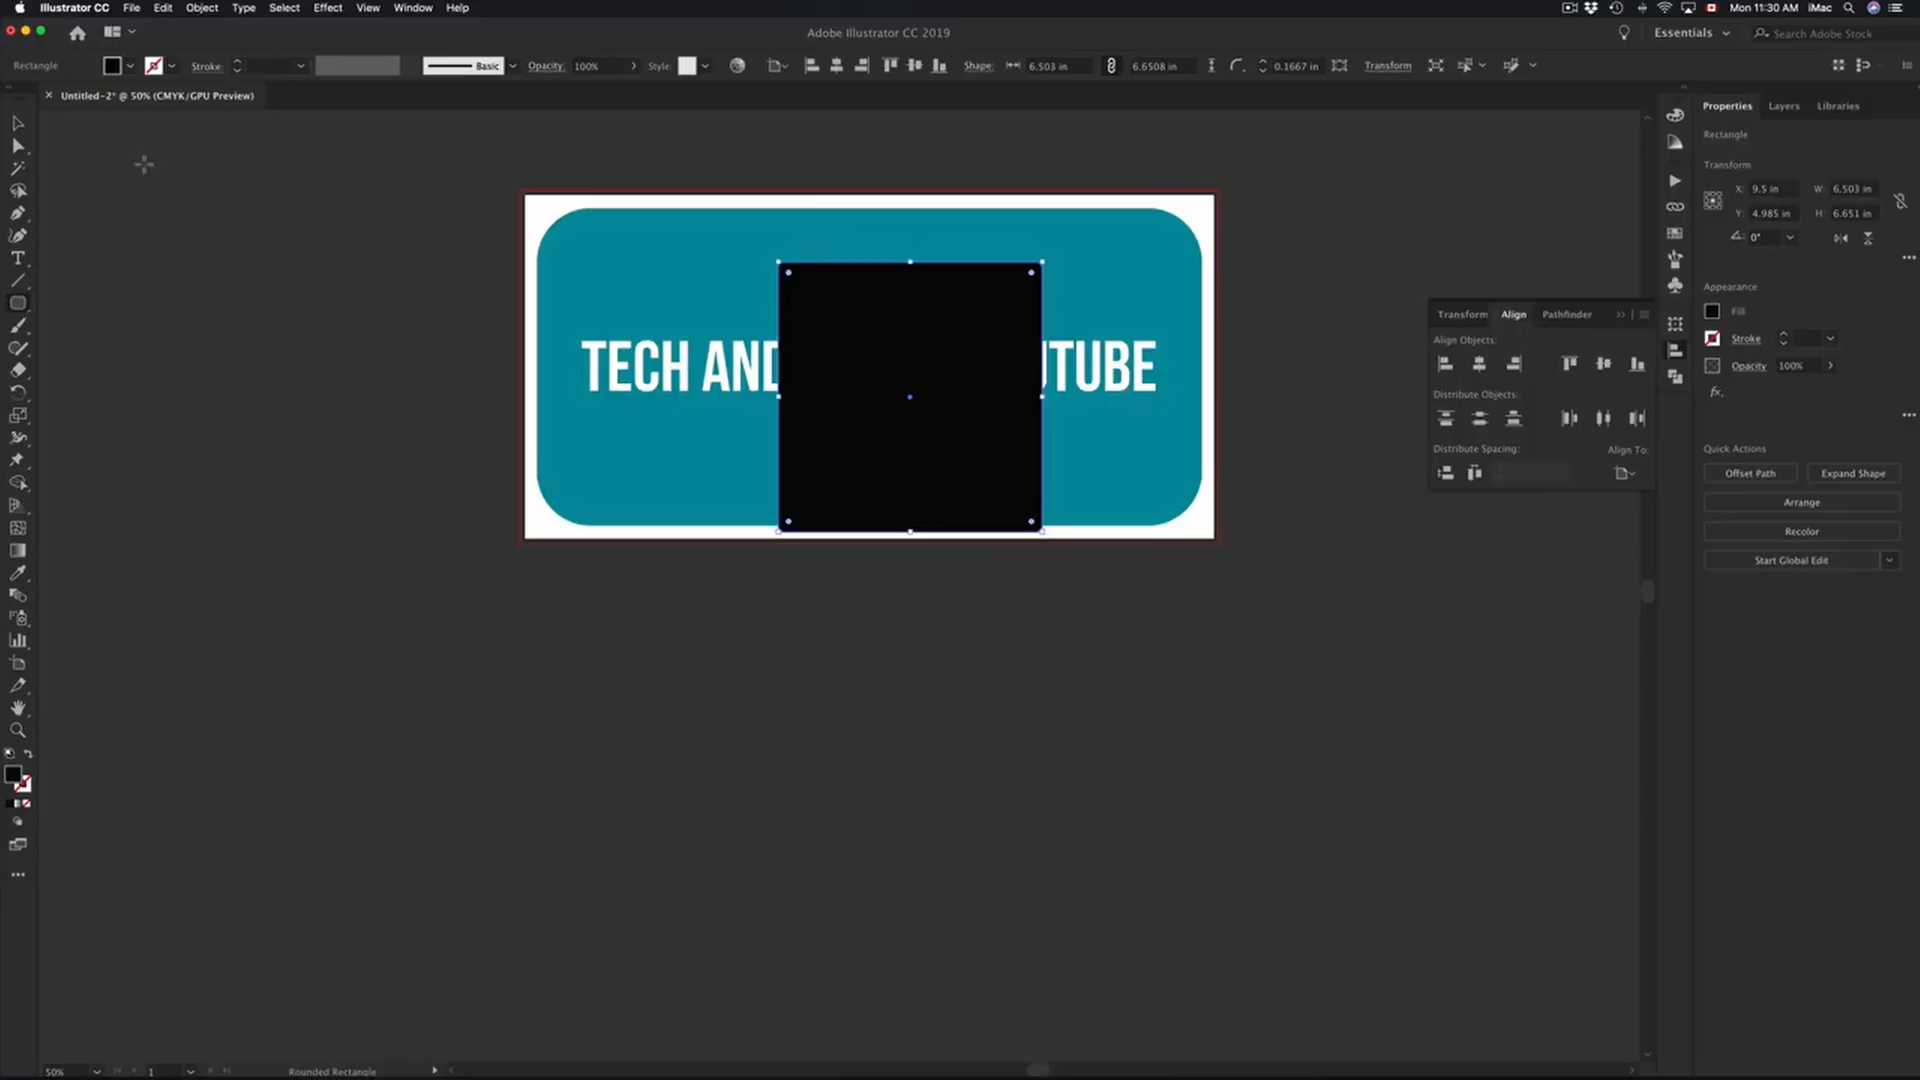 Illustrator CC File Edit Object Type Select Effect View Window Help Mon 11:30 AM iMac
Adobe Illustrator CC 2019 Essentials Search Adobe Stock
Rectangle Stroke: Basic Opacity: 100% Style: Shape: 6.503 in 6.6508 in 0.1667 in Transform
× Untitled-2* @ 50% (CMYK/GPU Preview)
Properties Layers Libraries
Rectangle
Transform
X: 9.5 in W: 6.503 in
Y: 4.985 in H: 6.651 in
0°
Appearance
Fill
Stroke
Opacity 100%
fx.
Quick Actions
Offset Path Expand Shape
Arrange
Recolor
Start Global Edit
Transform Align Pathfinder
Align Objects:
Distribute Objects:
Distribute Spacing: Align To:
TECH AND UTUBE
50% 1 Rounded Rectangle